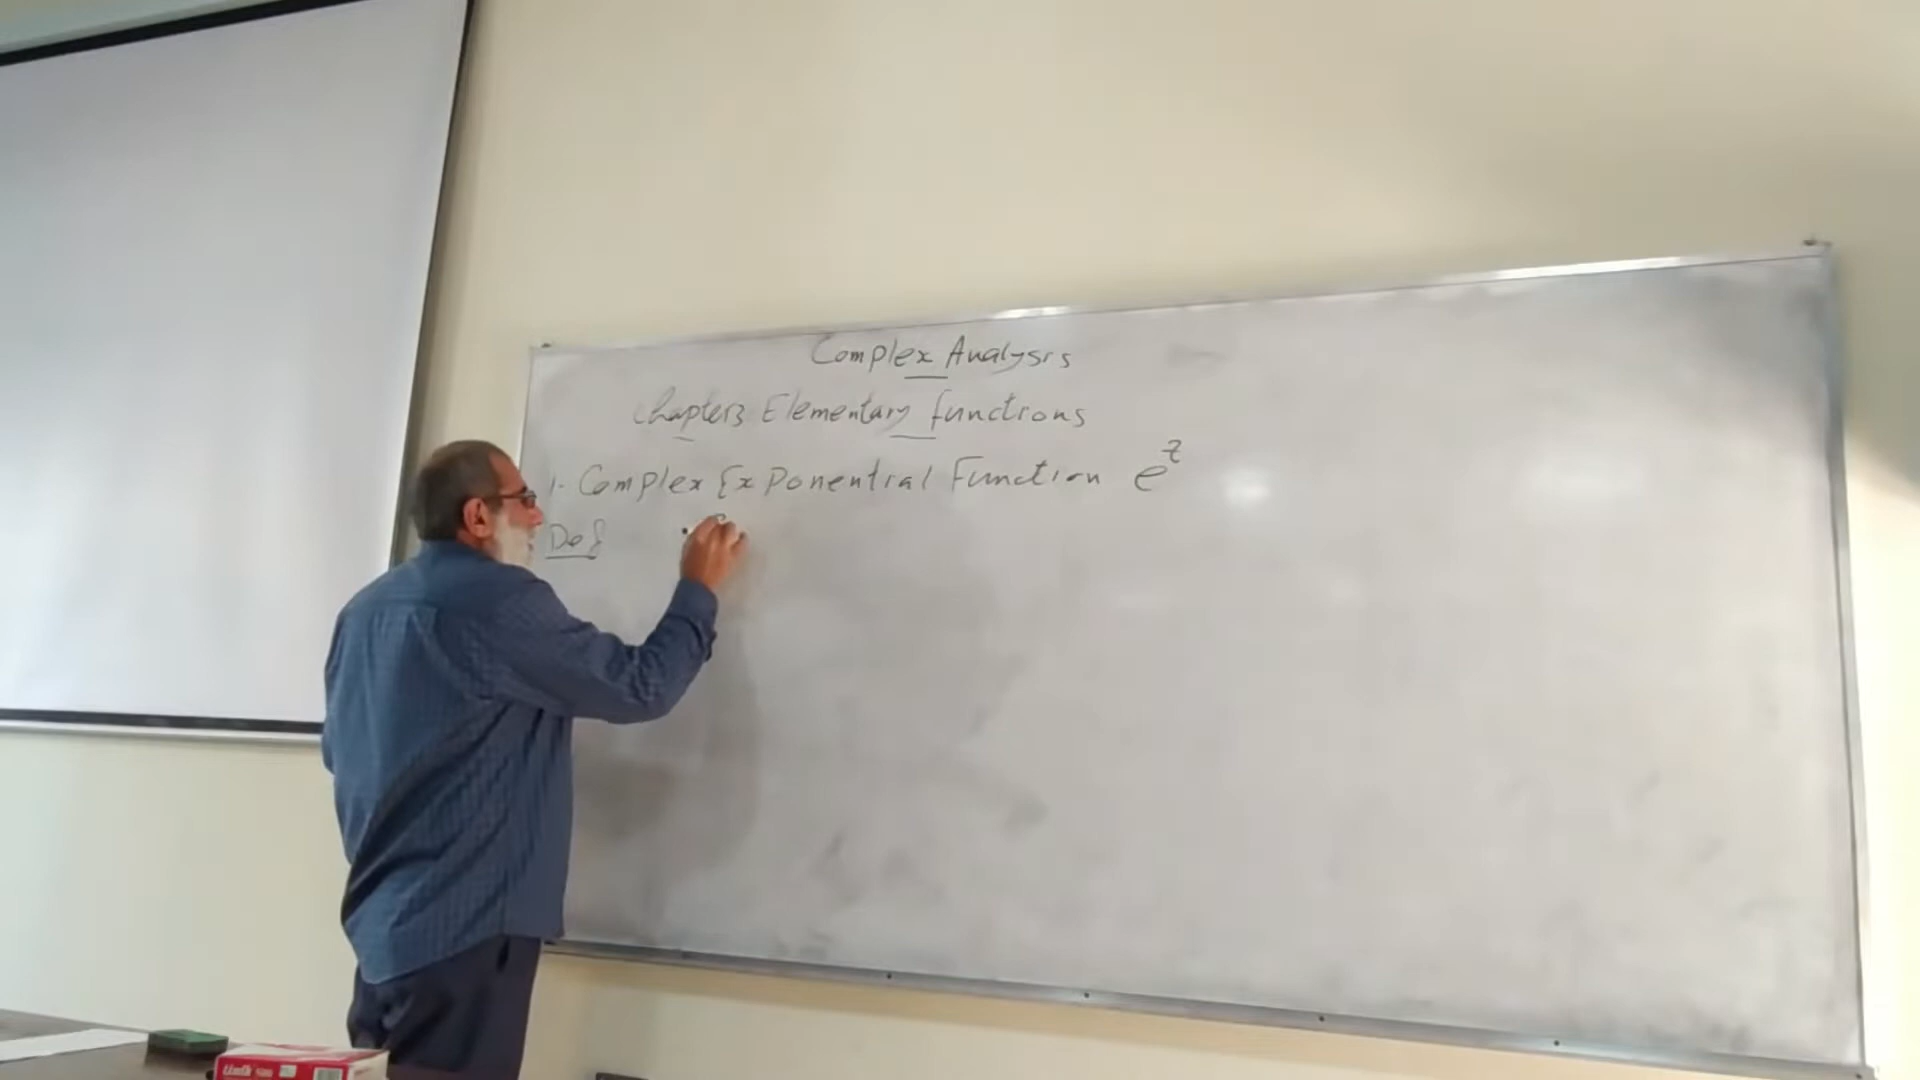 Complex Analysis
Chapter3 Elementary functions
1- Complex Exponential Function e^z
Def